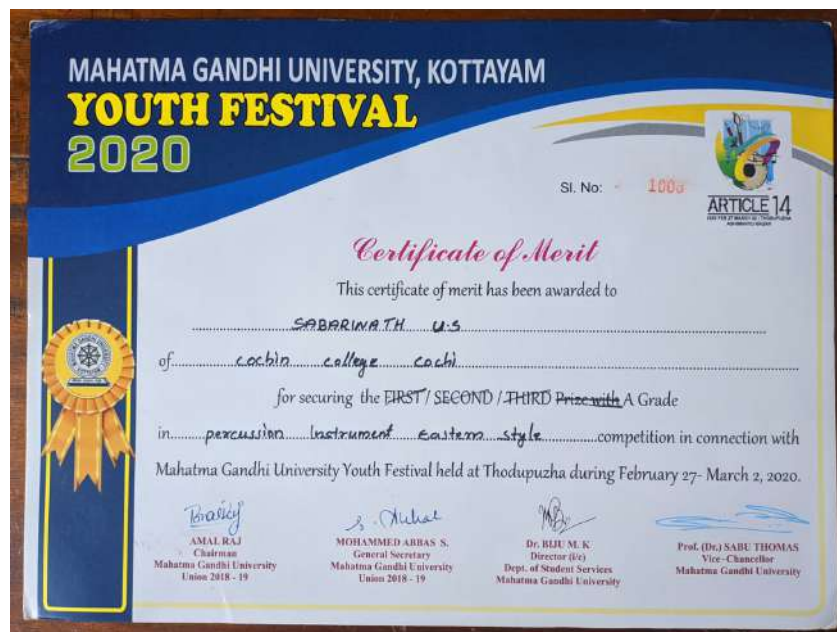 MAHATMA GANDHI UNIVERSITY, KOTTAYAM
YOUTH FESTIVAL
2020
Sl. No:
ARTICLE 14
Certificate of Merit
This certificate of merit has been awarded to
SABARINATH U.S
of cochin college cochi
for securing the FIRST / SECOND / THIRD Prize with A Grade
in percussion Instrument Eastern style competition in connection with
Mahatma Gandhi University Youth Festival held at Thodupuzha during February 27- March 2, 2020.
AMAL RAJ
Chairman
Mahatma Gandhi University
Union 2018 - 19
MOHAMMED ABBAS S.
General Secretary
Mahatma Gandhi University
Union 2018 - 19
Dr. BIJU M. K
Director (i/c)
Dept. of Student Services
Mahatma Gandhi University
Prof. (Dr.) SABU THOMAS
Vice-Chancellor
Mahatma Gandhi University